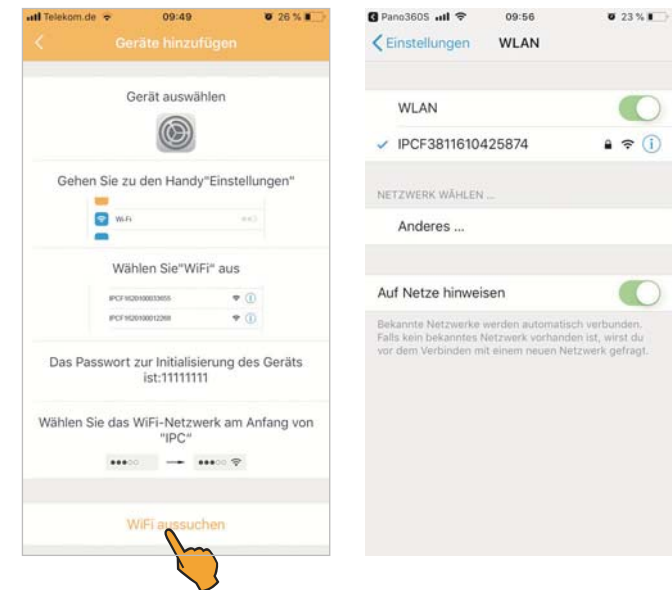 Telekom.de 09:49 26 %
Geräte hinzufügen
Gerät auswählen
Gehen Sie zu den Handy"Einstellungen"
Wi-Fi
Wählen Sie"WiFi" aus
IPCF1620100033655
IPCF1620100012268
Das Passwort zur Initialisierung des Geräts
ist:11111111
Wählen Sie das WiFi-Netzwerk am Anfang von
"IPC"
WiFi aussuchen
Pano360S 09:56 23 %
Einstellungen WLAN
WLAN
IPCF3811610425874
NETZWERK WÄHLEN ...
Anderes ...
Auf Netze hinweisen
Bekannte Netzwerke werden automatisch verbunden.
Falls kein bekanntes Netzwerk vorhanden ist, wirst du
vor dem Verbinden mit einem neuen Netzwerk gefragt.